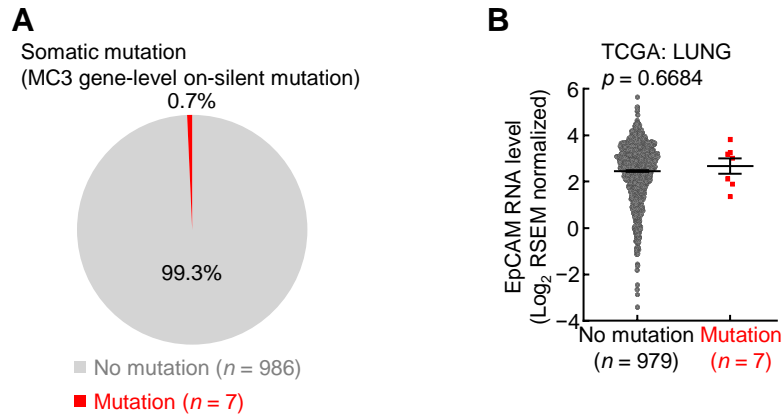 A
Somatic mutation
(MC3 gene-level on-silent mutation)
0.7%
99.3%
No mutation (n = 986)
Mutation (n = 7)
B
TCGA: LUNG
p = 0.6684
EpCAM RNA level
(Log2 RSEM normalized)
6
4
2
0
−2
−4
No mutation
(n = 979)
Mutation
(n = 7)